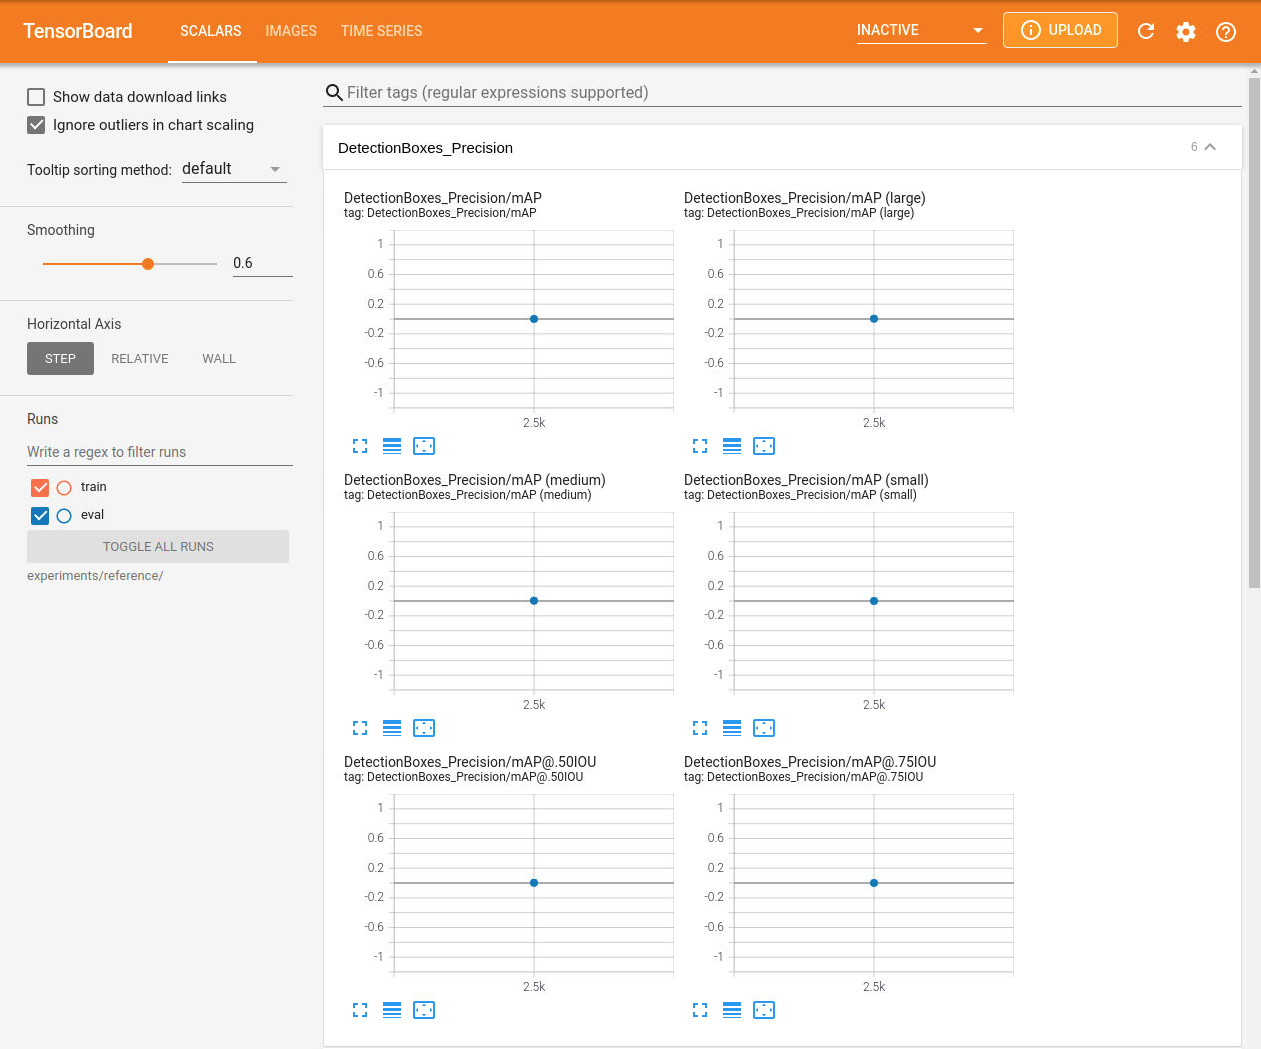 TensorBoard SCALARS IMAGES TIME SERIES INACTIVE UPLOAD
Show data download links
Ignore outliers in chart scaling
Tooltip sorting method: default
Smoothing
0.6
Horizontal Axis
STEP RELATIVE WALL
Runs
Write a regex to filter runs
train
eval
TOGGLE ALL RUNS
experiments/reference/
Filter tags (regular expressions supported)
DetectionBoxes_Precision 6
DetectionBoxes_Precision/mAP
tag: DetectionBoxes_Precision/mAP
1
0.6
0.2
-0.2
-0.6
-1
2.5k
DetectionBoxes_Precision/mAP (large)
tag: DetectionBoxes_Precision/mAP (large)
1
0.6
0.2
-0.2
-0.6
-1
2.5k
DetectionBoxes_Precision/mAP (medium)
tag: DetectionBoxes_Precision/mAP (medium)
1
0.6
0.2
-0.2
-0.6
-1
2.5k
DetectionBoxes_Precision/mAP (small)
tag: DetectionBoxes_Precision/mAP (small)
1
0.6
0.2
-0.2
-0.6
-1
2.5k
DetectionBoxes_Precision/mAP@.50IOU
tag: DetectionBoxes_Precision/mAP@.50IOU
1
0.6
0.2
-0.2
-0.6
-1
2.5k
DetectionBoxes_Precision/mAP@.75IOU
tag: DetectionBoxes_Precision/mAP@.75IOU
1
0.6
0.2
-0.2
-0.6
-1
2.5k